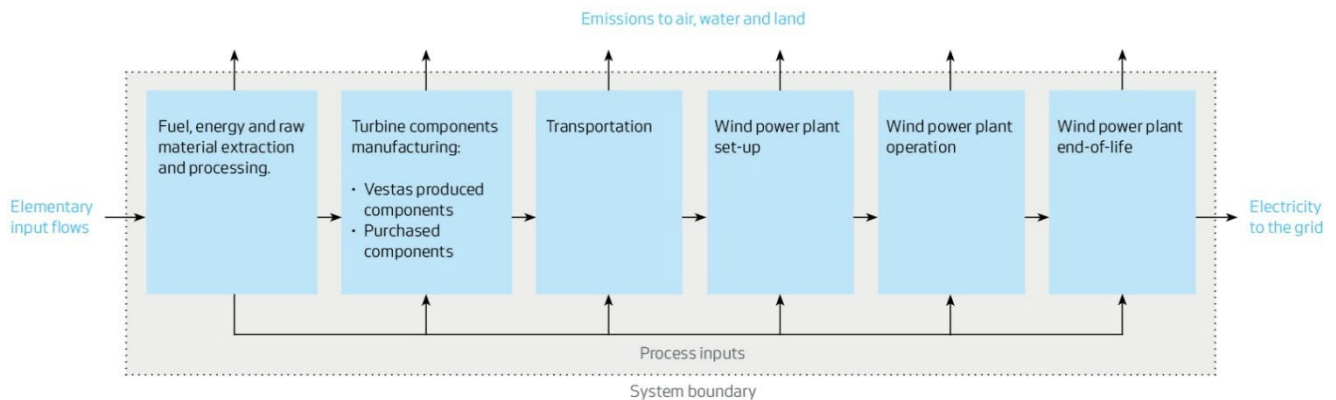 Emissions to air, water and land
Fuel, energy and raw
material extraction
and processing.
Turbine components
manufacturing:
• Vestas produced
components
• Purchased
components
Transportation
Wind power plant
set-up
Wind power plant
operation
Wind power plant
end-of-life
Elementary
input flows
Electricity
to the grid
Process inputs
System boundary